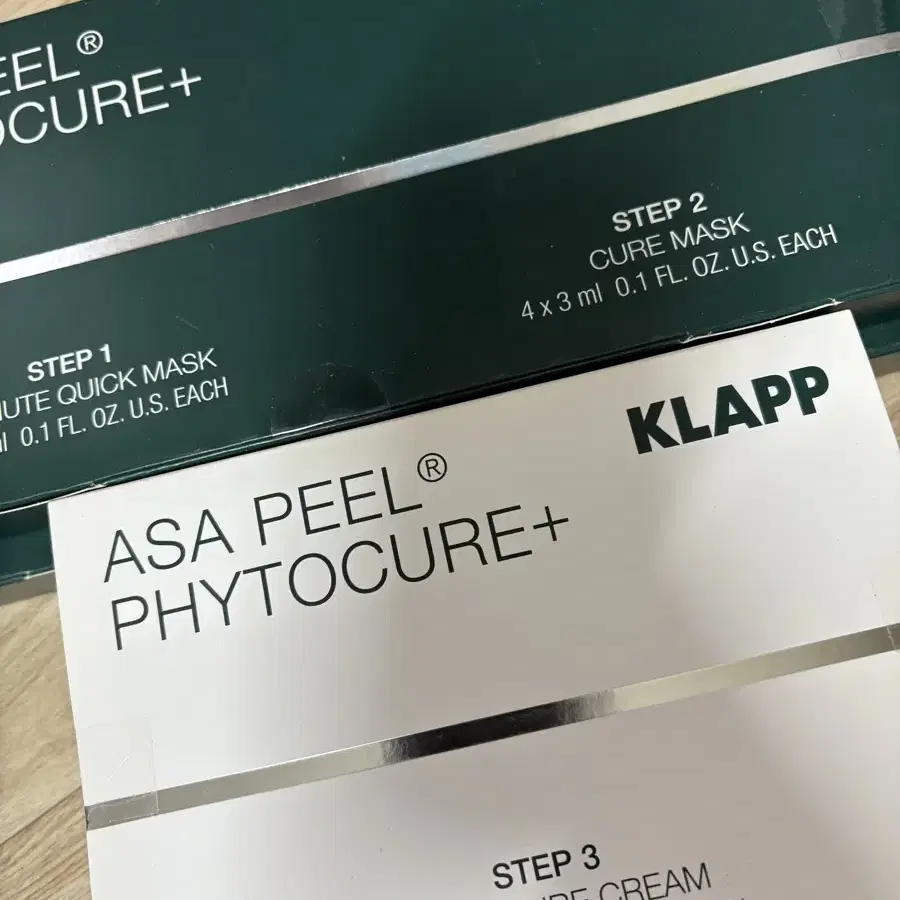 EEL®
OCURE+
STEP 2
CURE MASK
4 x 3 ml 0.1 FL. OZ. U.S. EACH
STEP 1
QUICK MASK
0.1 FL. OZ. U.S. EACH
KLAPP
ASA PEEL®
PHYTOCURE+
STEP 3
CREAM